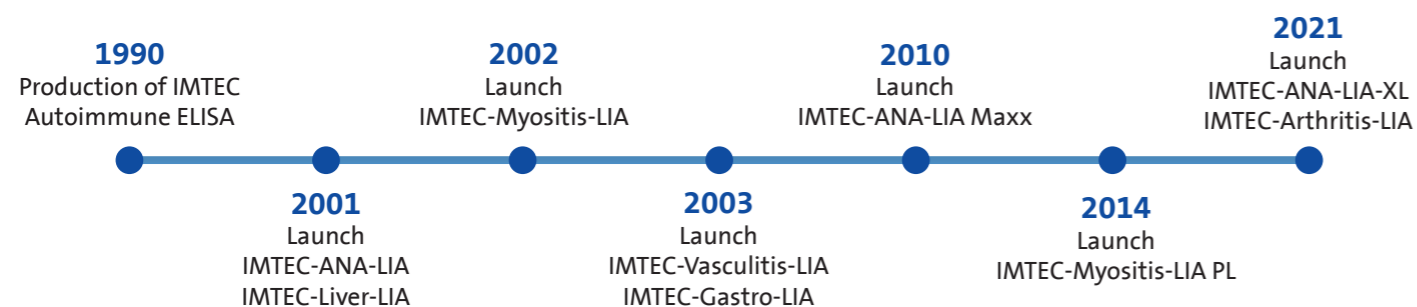 1990
Production of IMTEC
Autoimmune ELISA
2001
Launch
IMTEC-ANA-LIA
IMTEC-Liver-LIA
2002
Launch
IMTEC-Myositis-LIA
2003
Launch
IMTEC-Vasculitis-LIA
IMTEC-Gastro-LIA
2010
Launch
IMTEC-ANA-LIA Maxx
2014
Launch
IMTEC-Myositis-LIA PL
2021
Launch
IMTEC-ANA-LIA-XL
IMTEC-Arthritis-LIA